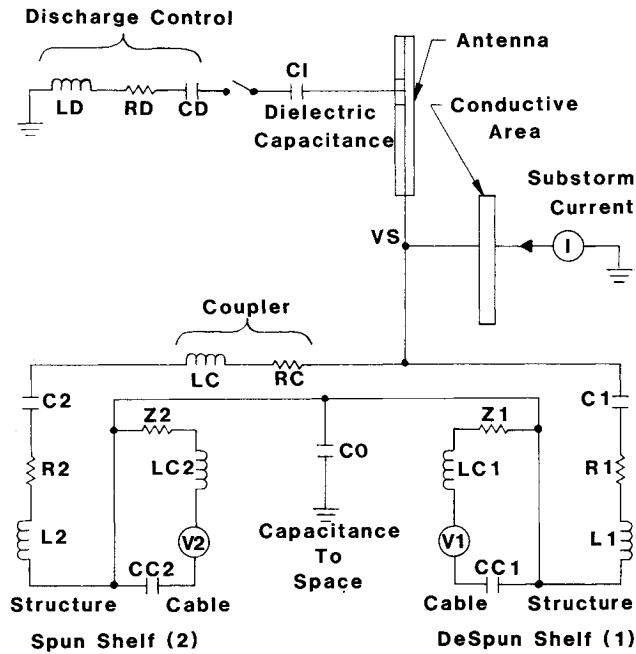 Discharge Control
LD
RD
CD
CI
Dielectric
Capacitance
Antenna
Conductive
Area
Substorm
Current
I
VS
Coupler
LC
RC
C2
R2
L2
Z2
LC2
V2
CC2
C0
Capacitance
To
Space
Z1
LC1
V1
CC1
C1
R1
L1
Structure
Cable
Spun Shelf (2)
Cable
Structure
DeSpun Shelf (1)